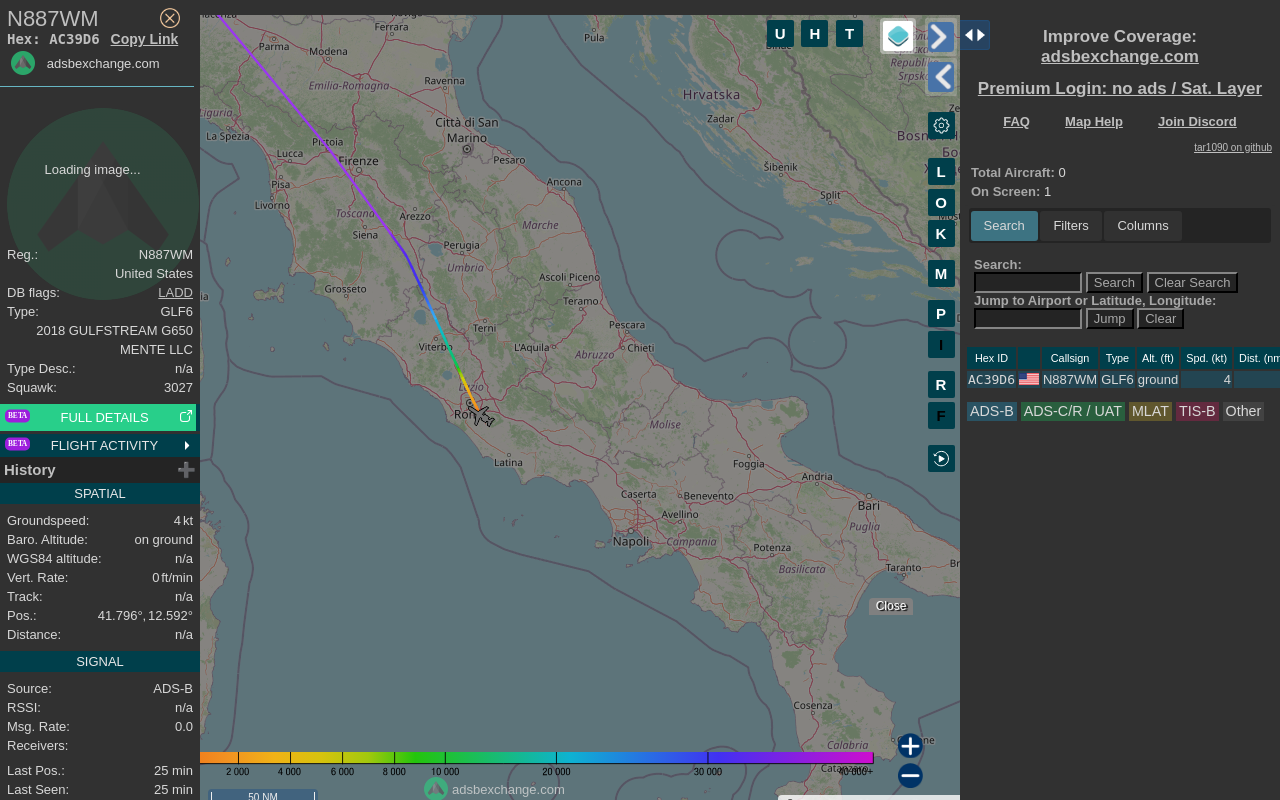 N887WM
Hex: AC39D6 Copy Link
adsbexchange.com
Loading image...
Reg.: N887WM
United States
DB flags: LADD
Type: GLF6
2018 GULFSTREAM G650
MENTE LLC
Type Desc.: n/a
Squawk: 3027
BETA FULL DETAILS
BETA FLIGHT ACTIVITY
History
SPATIAL
Groundspeed: 4 kt
Baro. Altitude: on ground
WGS84 altitude: n/a
Vert. Rate: 0 ft/min
Track: n/a
Pos.: 41.796°, 12.592°
Distance: n/a
SIGNAL
Source: ADS-B
RSSI: n/a
Msg. Rate: 0.0
Receivers:
Last Pos.: 25 min
Last Seen: 25 min
Parma
Ferrara
Modena
Pula
Emilia-Romagna
Ravenna
Hrvatska
Liguria
La Spezia
Città di San
Marino
Zadar
Pistoia
Lucca
Firenze
Pesaro
Šibenik
Pisa
Ancona
Split
Livorno
Toscana
Arezzo
Marche
Siena
Perugia
Umbria
Ascoli Piceno
Grosseto
Teramo
Terni
Pescara
Viterbo
L'Aquila
Chieti
Abruzzo
Lazio
Molise
Latina
Foggia
Andria
Caserta
Benevento
Bari
Avellino
Puglia
Napoli
Campania
Potenza
Basilicata
Taranto
Cosenza
Calabria
U H T
L
O
K
M
P
I
R
F
Close
2 000 4 000 6 000 8 000 10 000 20 000 30 000 40 000+
adsbexchange.com
50 NM
Improve Coverage:
adsbexchange.com
Premium Login: no ads / Sat. Layer
FAQ Map Help Join Discord
tar1090 on github
Total Aircraft: 0
On Screen: 1
Search Filters Columns
Search:
Search Clear Search
Jump to Airport or Latitude, Longitude:
Jump Clear
Hex ID Callsign Type Alt. (ft) Spd. (kt) Dist. (nm
AC39D6 N887WM GLF6 ground 4
ADS-B ADS-C/R / UAT MLAT TIS-B Other